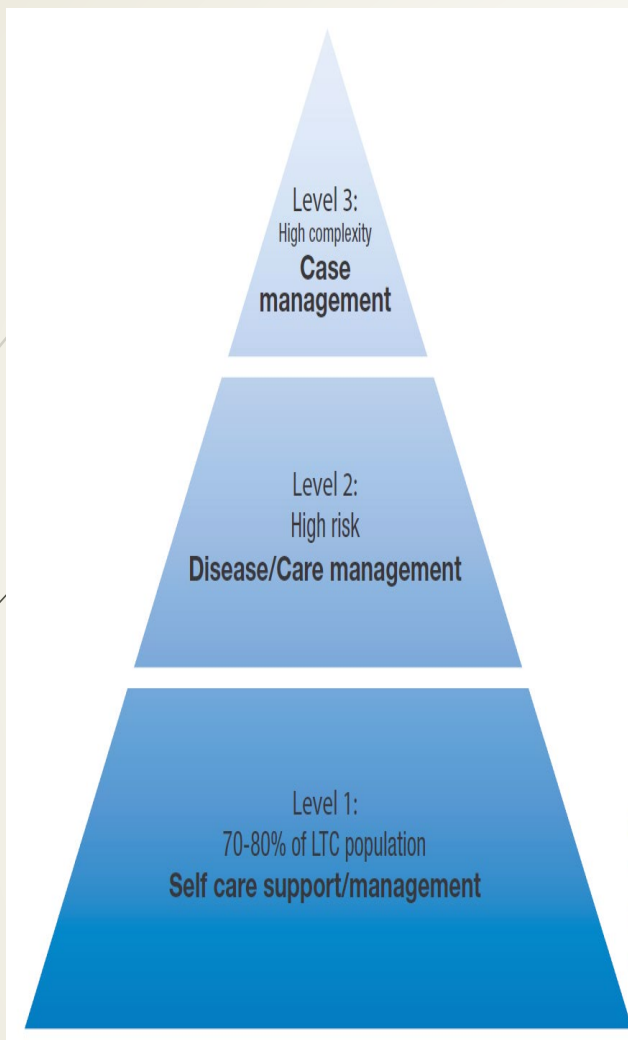 Level 3:
High complexity
Case
management
Level 2:
High risk
Disease/Care management
Level 1:
70-80% of LTC population
Self care support/management